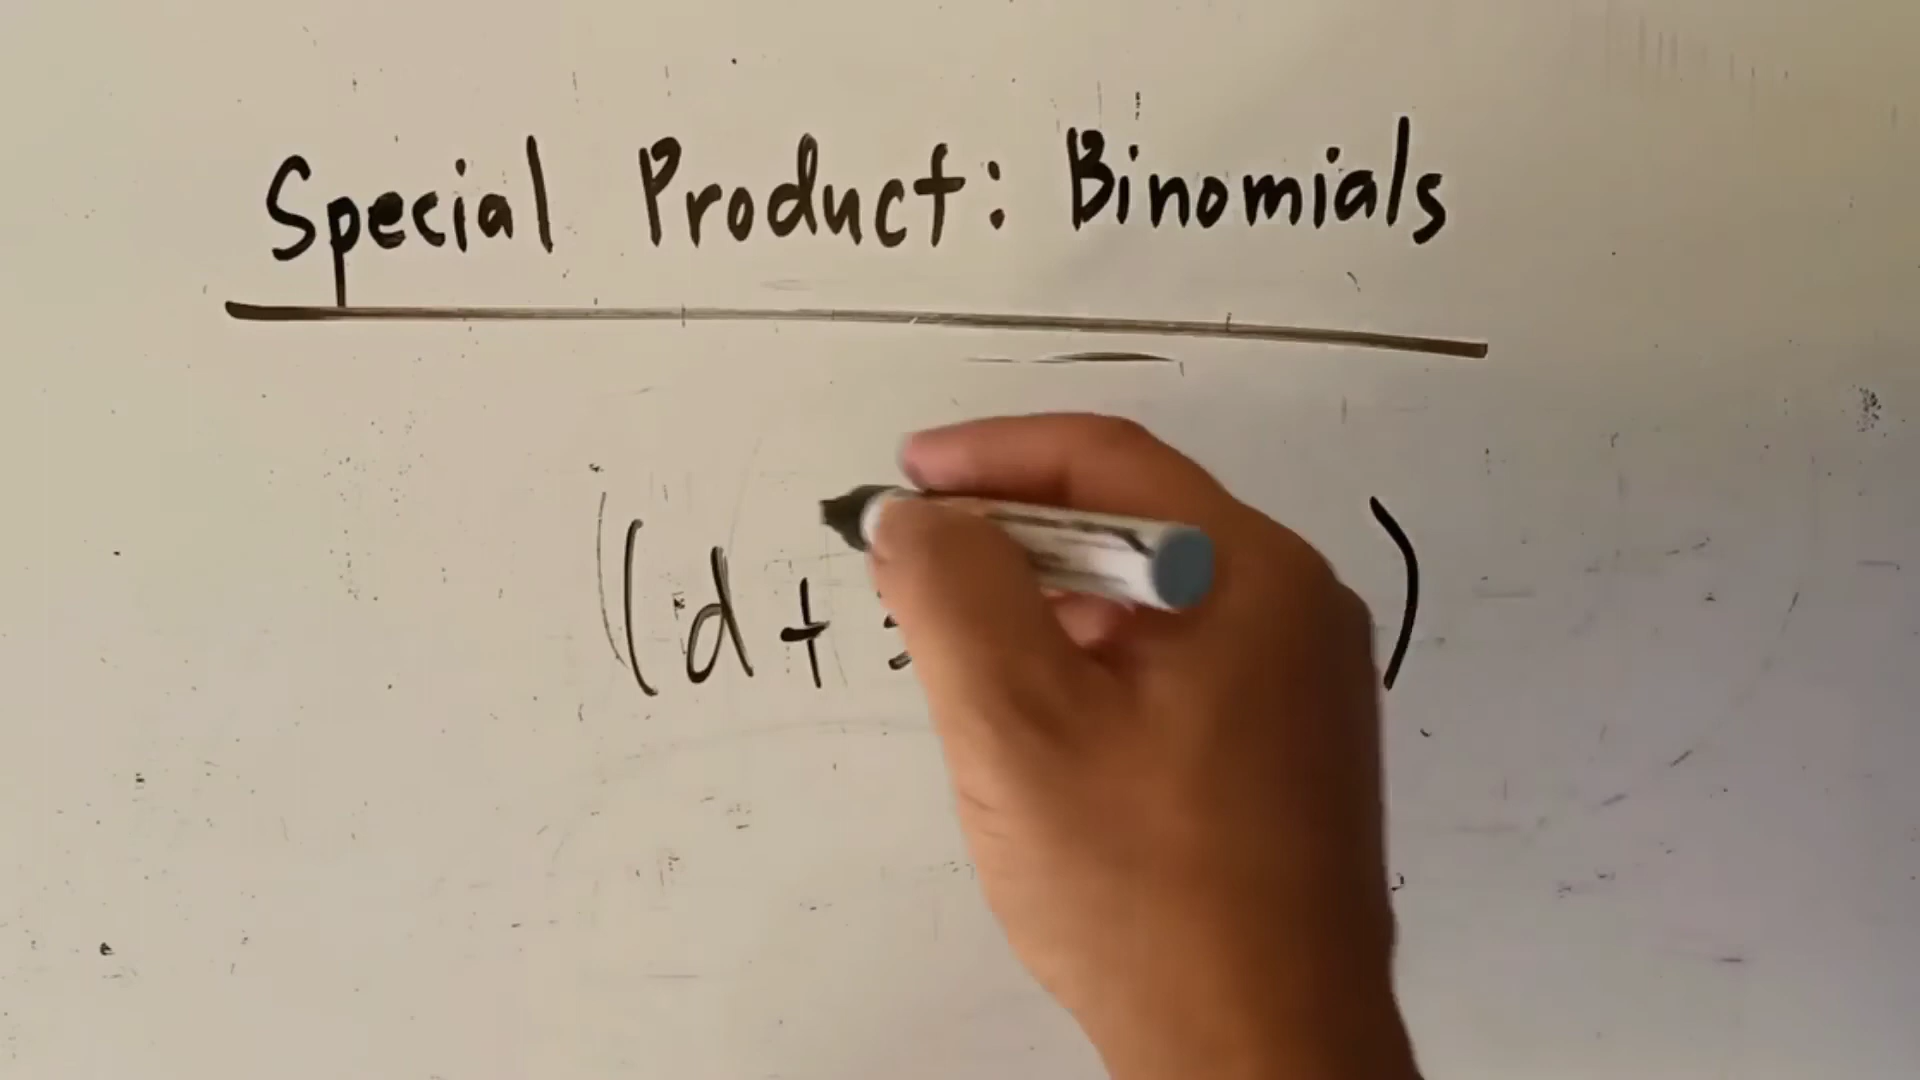 Special Product: Binomials
(d + )